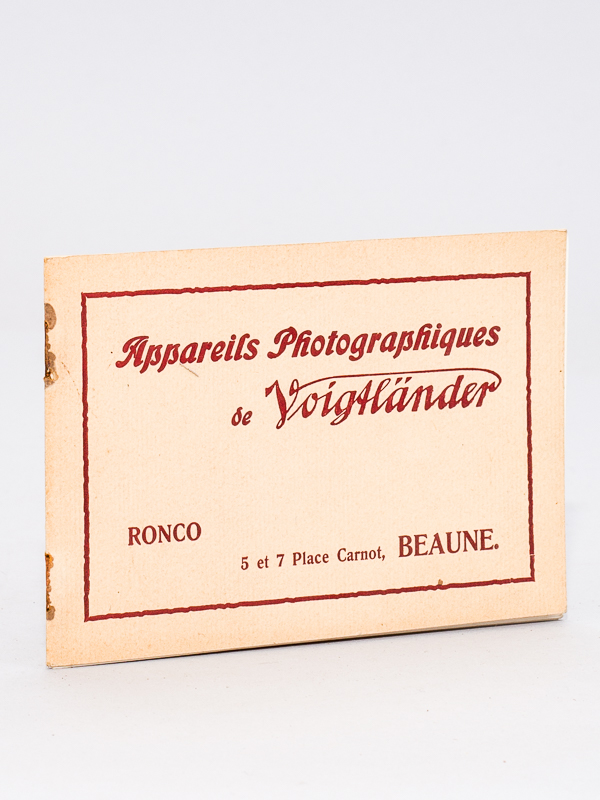 Appareils Photographiques
de Voigtländer
RONCO
5 et 7 Place Carnot, BEAUNE.